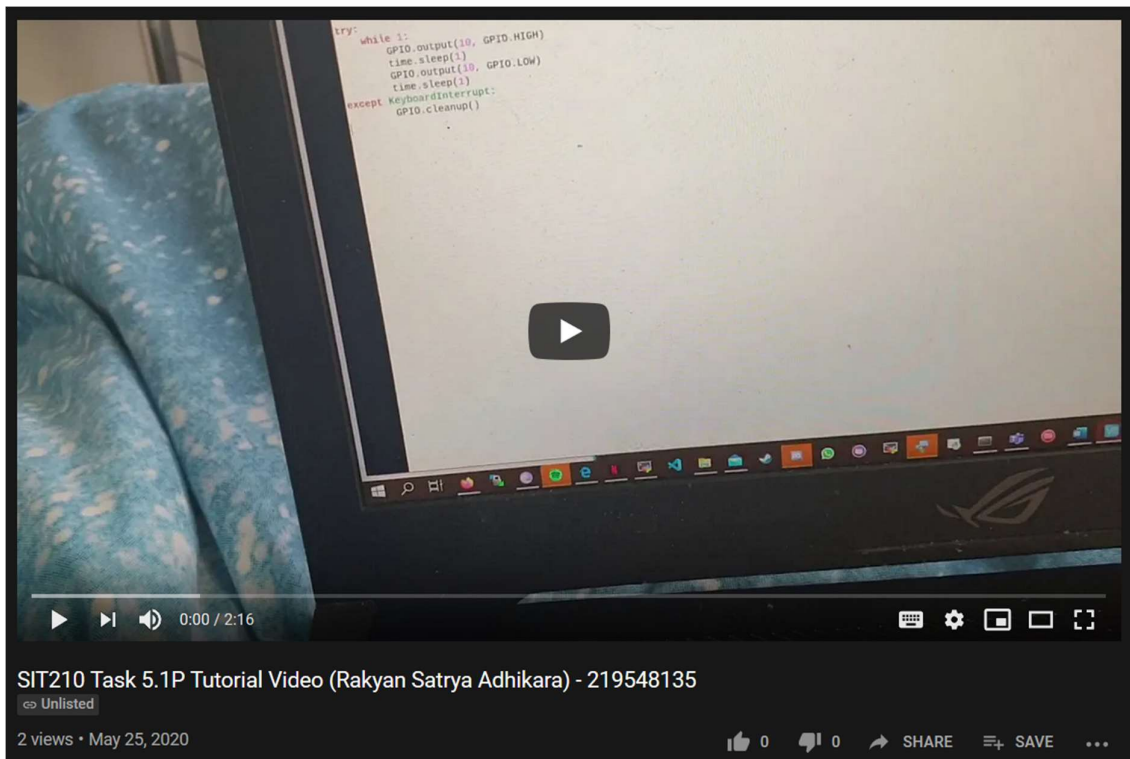 try:
while 1:
GPIO.output(10, GPIO.HIGH)
time.sleep(1)
GPIO.output(10, GPIO.LOW)
time.sleep(1)
except KeyboardInterrupt:
GPIO.cleanup()
0:00 / 2:16
SIT210 Task 5.1P Tutorial Video (Rakyan Satrya Adhikara) - 219548135
Unlisted
2 views • May 25, 2020
0
0
SHARE
SAVE